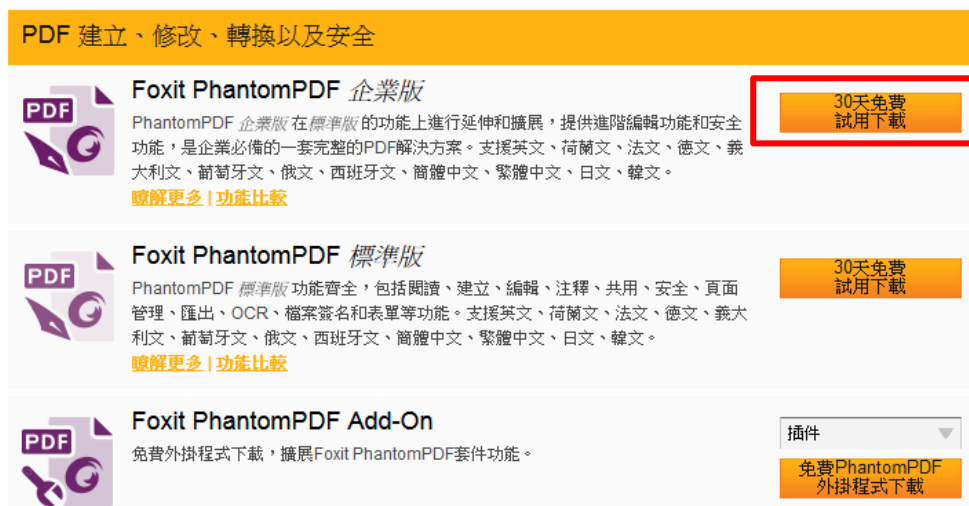 PDF 建立、修改、轉換以及安全
PDF
Foxit PhantomPDF 企業版
PhantomPDF 企業版 在 標準版 的功能上進行延伸和擴展，提供進階編輯功能和安全
功能，是企業必備的一套完整的PDF解決方案。支援英文、荷蘭文、法文、德文、義
大利文、葡萄牙文、俄文、西班牙文、簡體中文、繁體中文、日文、韓文。
瞭解更多 | 功能比較
30天免費
試用下載
PDF
Foxit PhantomPDF 標準版
PhantomPDF 標準版 功能齊全，包括閱讀、建立、編輯、注釋、共用、安全、頁面
管理、匯出、OCR、檔案簽名和表單等功能。支援英文、荷蘭文、法文、德文、義大
利文、葡萄牙文、俄文、西班牙文、簡體中文、繁體中文、日文、韓文。
瞭解更多 | 功能比較
30天免費
試用下載
PDF
Foxit PhantomPDF Add-On
免費外掛程式下載，擴展Foxit PhantomPDF套件功能。
插件
免費PhantomPDF
外掛程式下載